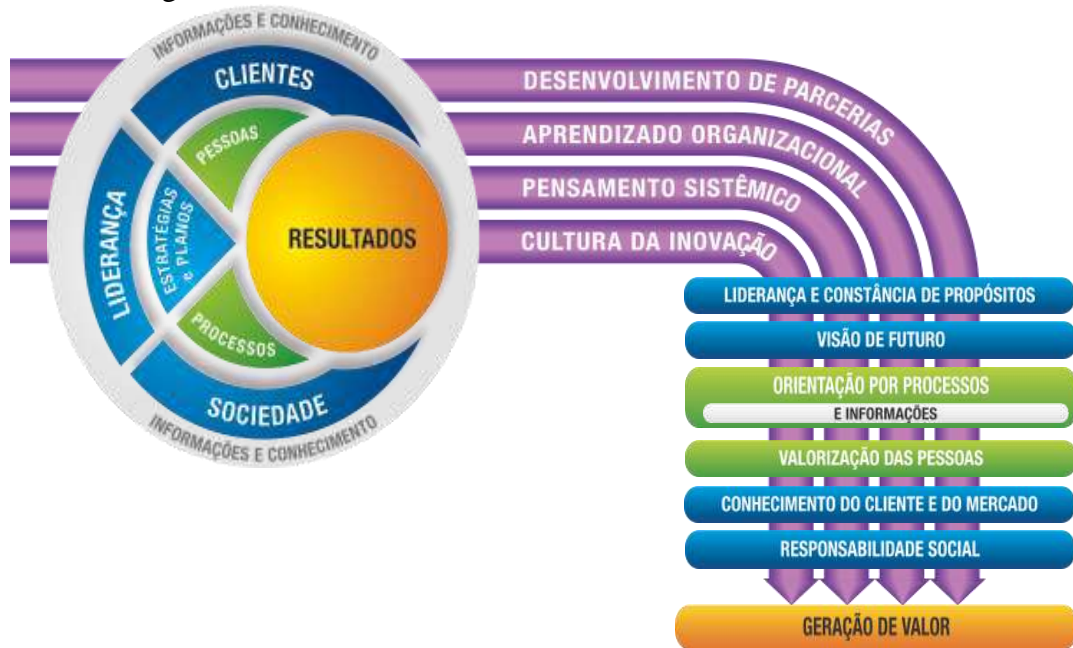 INFORMAÇÕES E CONHECIMENTO
CLIENTES
PESSOAS
LIDERANÇA
ESTRATÉGIAS
e PLANOS
RESULTADOS
PROCESSOS
SOCIEDADE
INFORMAÇÕES E CONHECIMENTO
DESENVOLVIMENTO DE PARCERIAS
APRENDIZADO ORGANIZACIONAL
PENSAMENTO SISTÊMICO
CULTURA DA INOVAÇÃO
LIDERANÇA E CONSTÂNCIA DE PROPÓSITOS
VISÃO DE FUTURO
ORIENTAÇÃO POR PROCESSOS
E INFORMAÇÕES
VALORIZAÇÃO DAS PESSOAS
CONHECIMENTO DO CLIENTE E DO MERCADO
RESPONSABILIDADE SOCIAL
GERAÇÃO DE VALOR